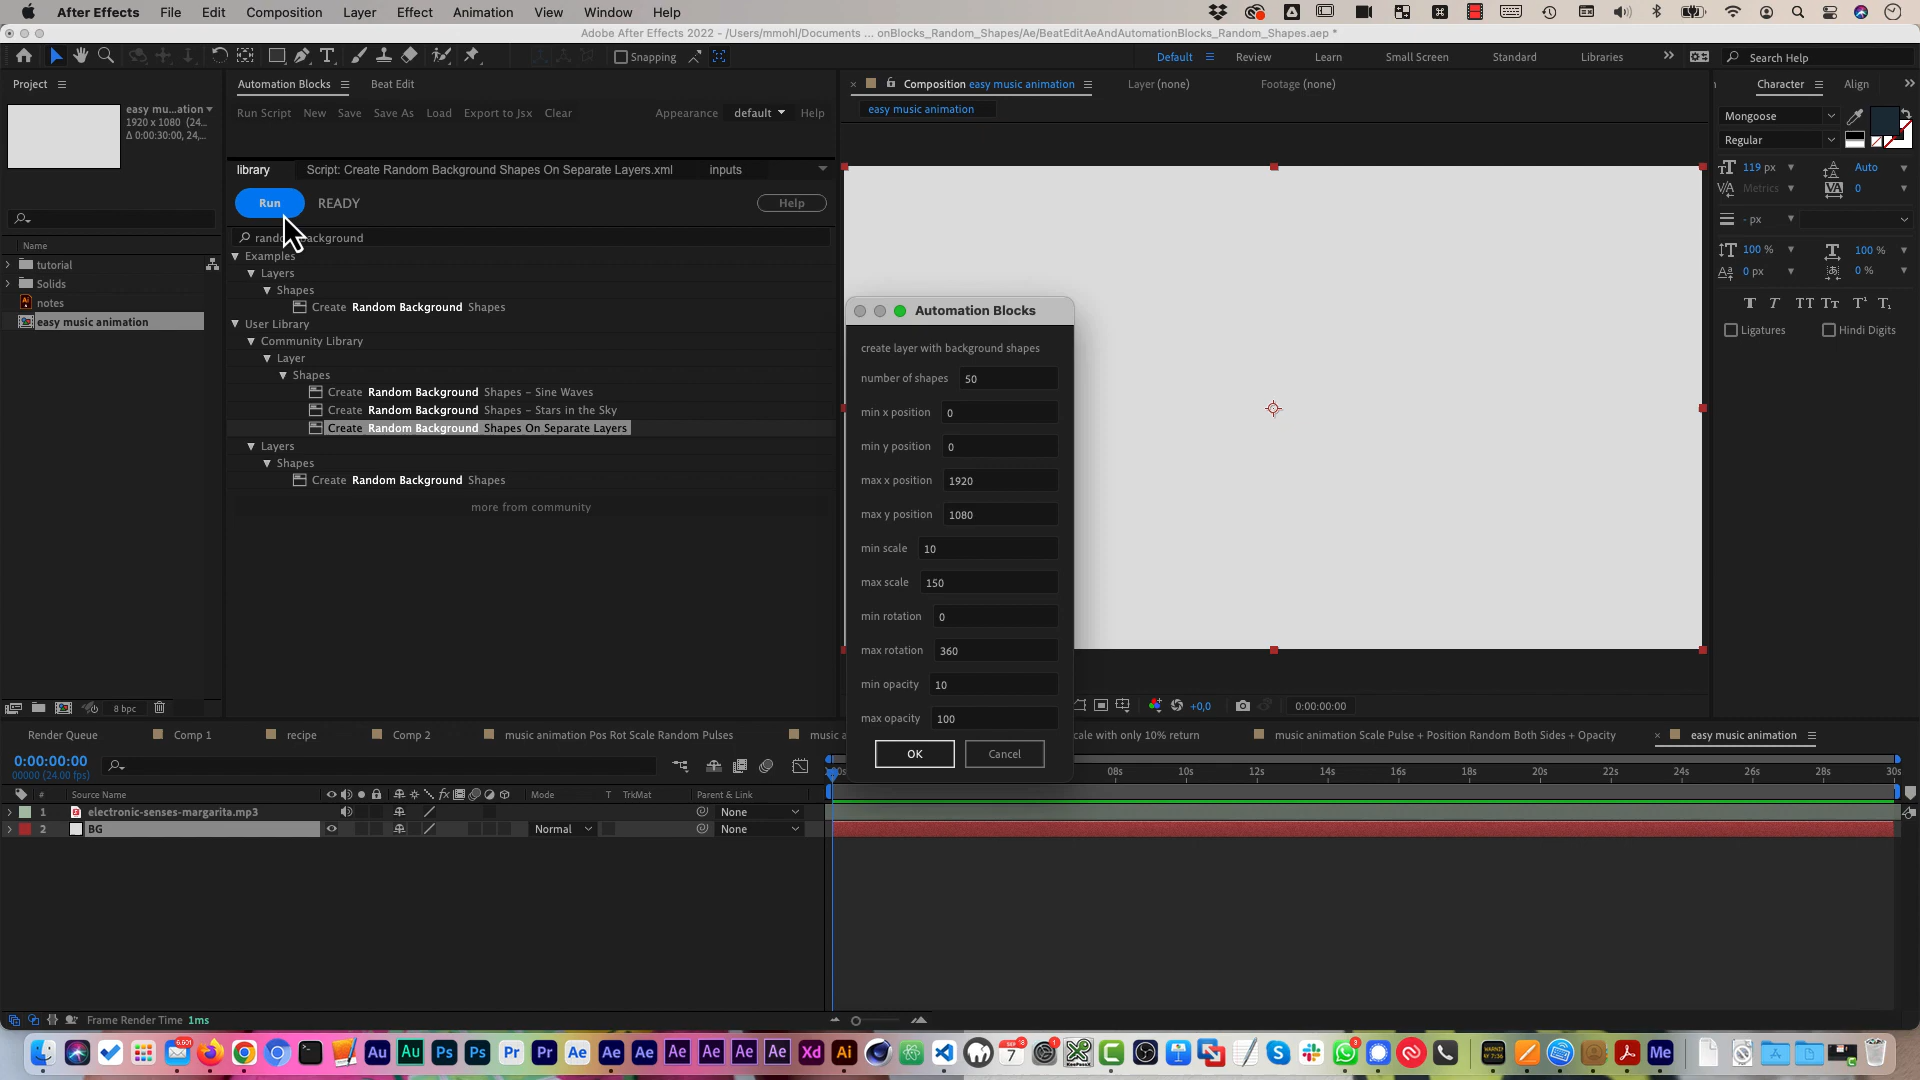 After Effects File Edit Composition Layer Effect Animation View Window Help
Adobe After Effects 2022 - /Users/mmohl/Documents ... onBlocks_Random_Shapes/Ae/BeatEditAeAndAutomationBlocks_Random_Shapes.aep *
Snapping Default Review Learn Small Screen Standard Libraries Search Help
Project Automation Blocks Beat Edit Composition easy music animation Layer (none) Footage (none) Character Align
easy mu...ation
1920 x 1080 (24...
Δ 0:00:30:00, 24,...
Run Script New Save Save As Load Export to Jsx Clear Appearance default Help
easy music animation
Mongoose
Regular
library Script: Create Random Background Shapes On Separate Layers.xml inputs
Run READY Help
119 px Auto
Metrics 0
- px
100 % 100 %
0 px 0 %
Ligatures Hindi Digits
background
Name
tutorial
Solids
notes
easy music animation
Examples
Layers
Shapes
Create Random Background Shapes
User Library
Community Library
Layer
Shapes
Create Random Background Shapes - Sine Waves
Create Random Background Shapes - Stars in the Sky
Create Random Background Shapes On Separate Layers
Layers
Shapes
Create Random Background Shapes
more from community
Automation Blocks
create layer with background shapes
number of shapes 50
min x position 0
min y position 0
max x position 1920
max y position 1080
min scale 10
max scale 150
min rotation 0
max rotation 360
min opacity 10
max opacity 100
OK Cancel
8 bpc
+0,0 0:00:00:00
Render Queue Comp 1 recipe Comp 2 music animation Pos Rot Scale Random Pulses music a cale with only 10% return music animation Scale Pulse + Position Random Both Sides + Opacity easy music animation
0:00:00:00
00000 (24.00 fps)
08s 10s 12s 14s 16s 18s 20s 22s 24s 26s 28s 30s
# Source Name Mode T TrkMat Parent & Link
1 electronic-senses-margarita.mp3 None
2 BG Normal None
Frame Render Time 1ms